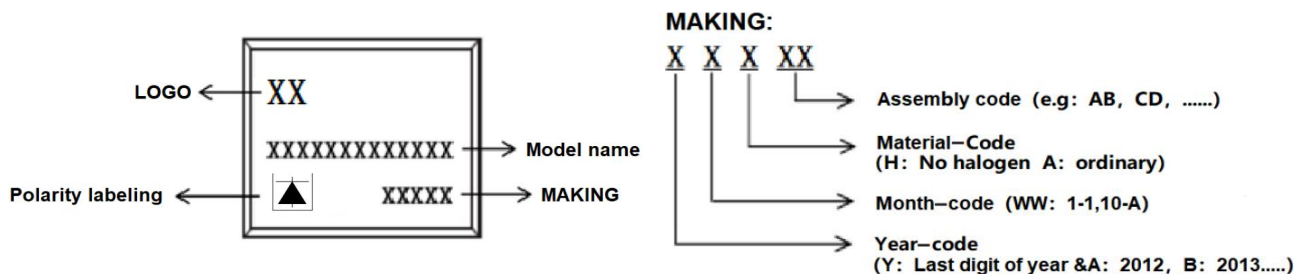 MAKING:
X X X XX
LOGO
XX
Assembly code (e.g: AB, CD, ......)
XXXXXXXXXXXXX
Model name
Material-Code
(H: No halogen A: ordinary)
Polarity labeling
XXXXX
MAKING
Month-code (WW: 1-1,10-A)
Year-code
(Y: Last digit of year &A: 2012, B: 2013.....)